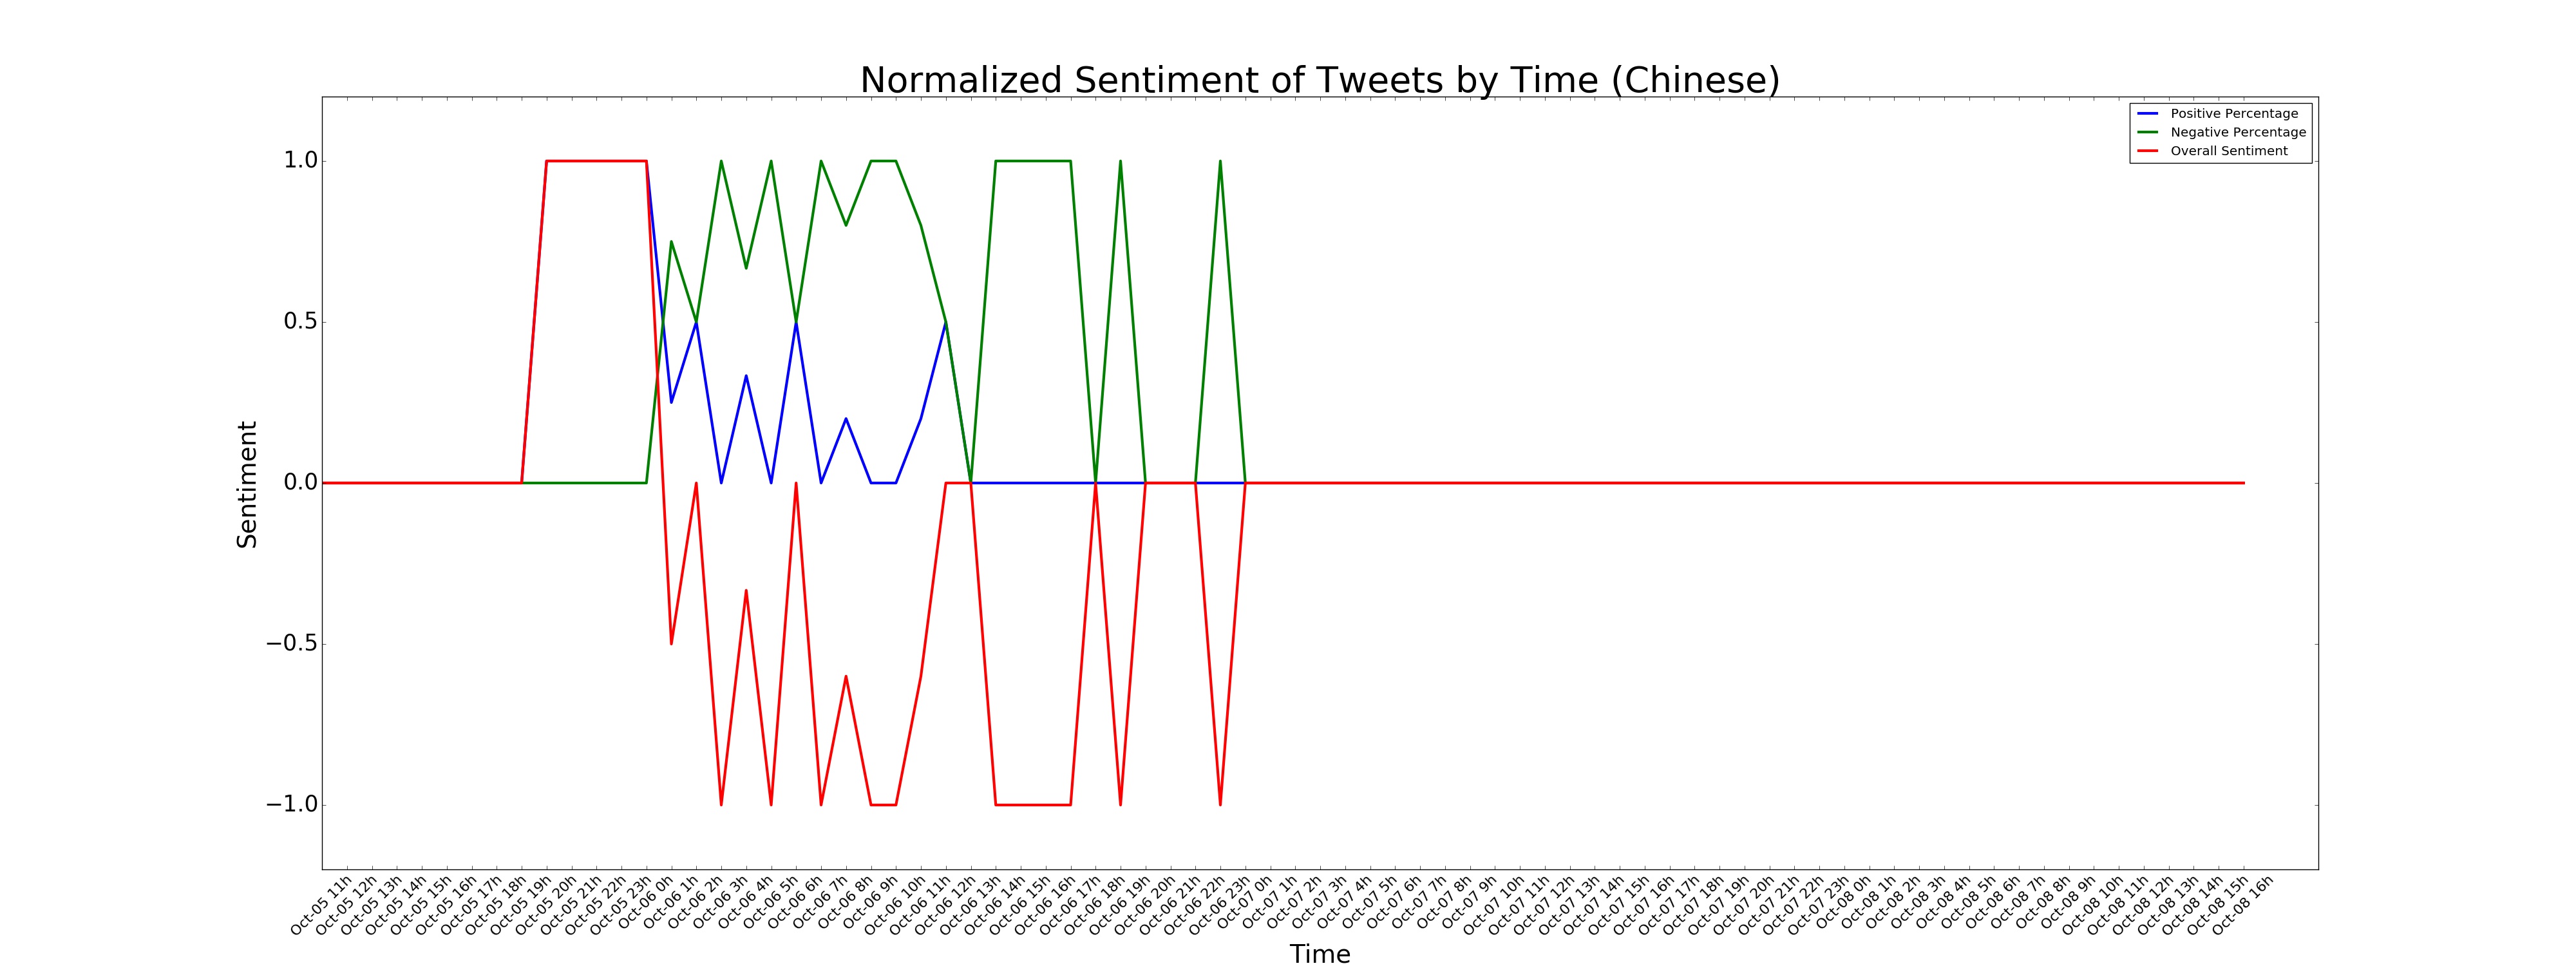 Normalized Sentiment of Tweets by Time (Chinese)
Positive Percentage
Negative Percentage
Overall Sentiment
1.0
0.5
0.0
−0.5
−1.0
Sentiment
Oct-05 11h
Oct-05 12h
Oct-05 13h
Oct-05 14h
Oct-05 15h
Oct-05 16h
Oct-05 17h
Oct-05 18h
Oct-05 19h
Oct-05 20h
Oct-05 21h
Oct-05 22h
Oct-05 23h
Oct-06 0h
Oct-06 1h
Oct-06 2h
Oct-06 3h
Oct-06 4h
Oct-06 5h
Oct-06 6h
Oct-06 7h
Oct-06 8h
Oct-06 9h
Oct-06 10h
Oct-06 11h
Oct-06 12h
Oct-06 13h
Oct-06 14h
Oct-06 15h
Oct-06 16h
Oct-06 17h
Oct-06 18h
Oct-06 19h
Oct-06 20h
Oct-06 21h
Oct-06 22h
Oct-06 23h
Oct-07 0h
Oct-07 1h
Oct-07 2h
Oct-07 3h
Oct-07 4h
Oct-07 5h
Oct-07 6h
Oct-07 7h
Oct-07 8h
Oct-07 9h
Oct-07 10h
Oct-07 11h
Oct-07 12h
Oct-07 13h
Oct-07 14h
Oct-07 15h
Oct-07 16h
Oct-07 17h
Oct-07 18h
Oct-07 19h
Oct-07 20h
Oct-07 21h
Oct-07 22h
Oct-07 23h
Oct-08 0h
Oct-08 1h
Oct-08 2h
Oct-08 3h
Oct-08 4h
Oct-08 5h
Oct-08 6h
Oct-08 7h
Oct-08 8h
Oct-08 9h
Oct-08 10h
Oct-08 11h
Oct-08 12h
Oct-08 13h
Oct-08 14h
Oct-08 15h
Oct-08 16h
Time